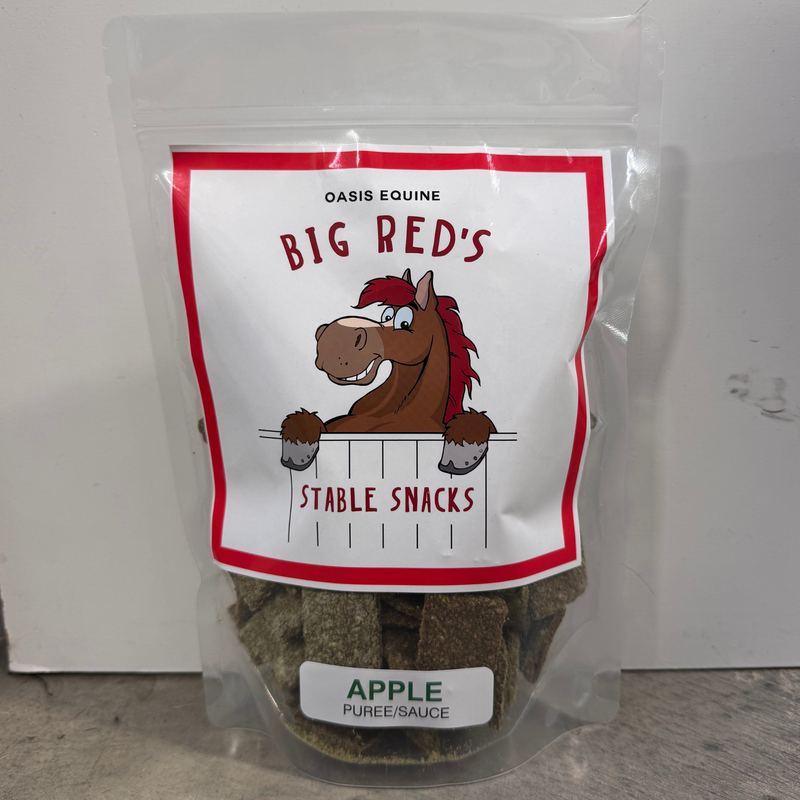 OASIS EQUINE
BIG RED'S
STABLE SNACKS
APPLE
PUREE/SAUCE